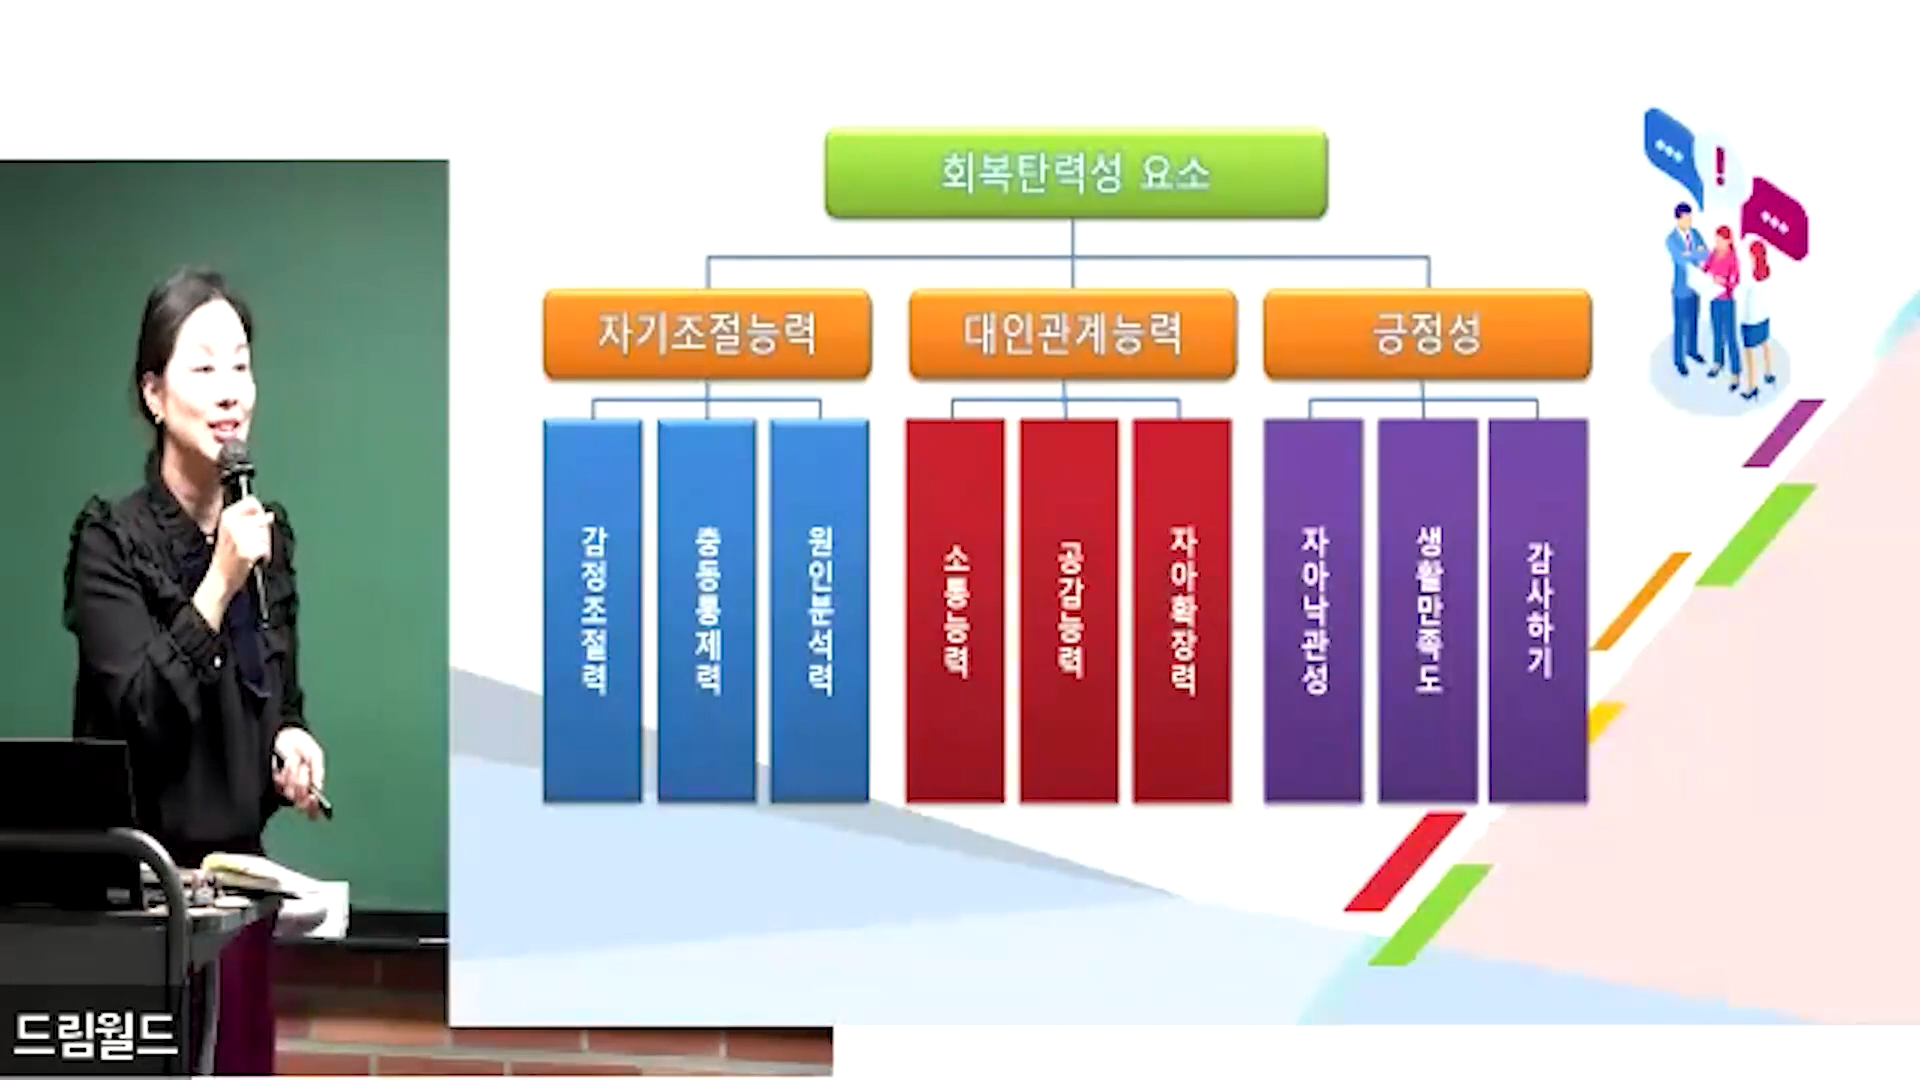 회복탄력성 요소
자기조절능력
대인관계능력
긍정성
감정조절력
충동통제력
원인분석력
소통능력
공감능력
자아확장력
자아낙관성
생활만족도
감사하기
드림월드